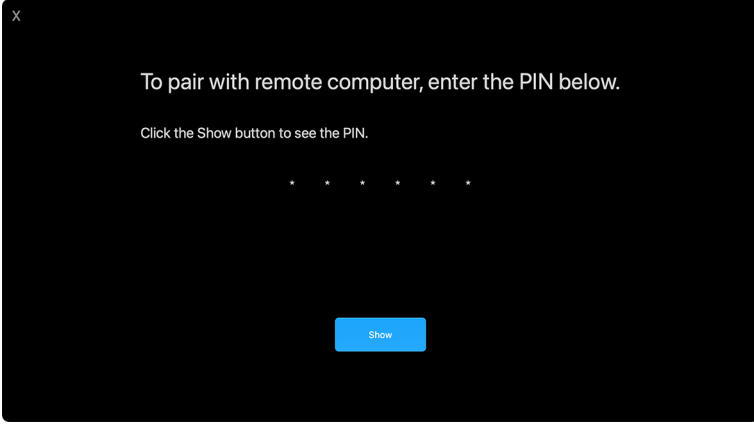 X
To pair with remote computer, enter the PIN below.
Click the Show button to see the PIN.
* * * * * *
Show